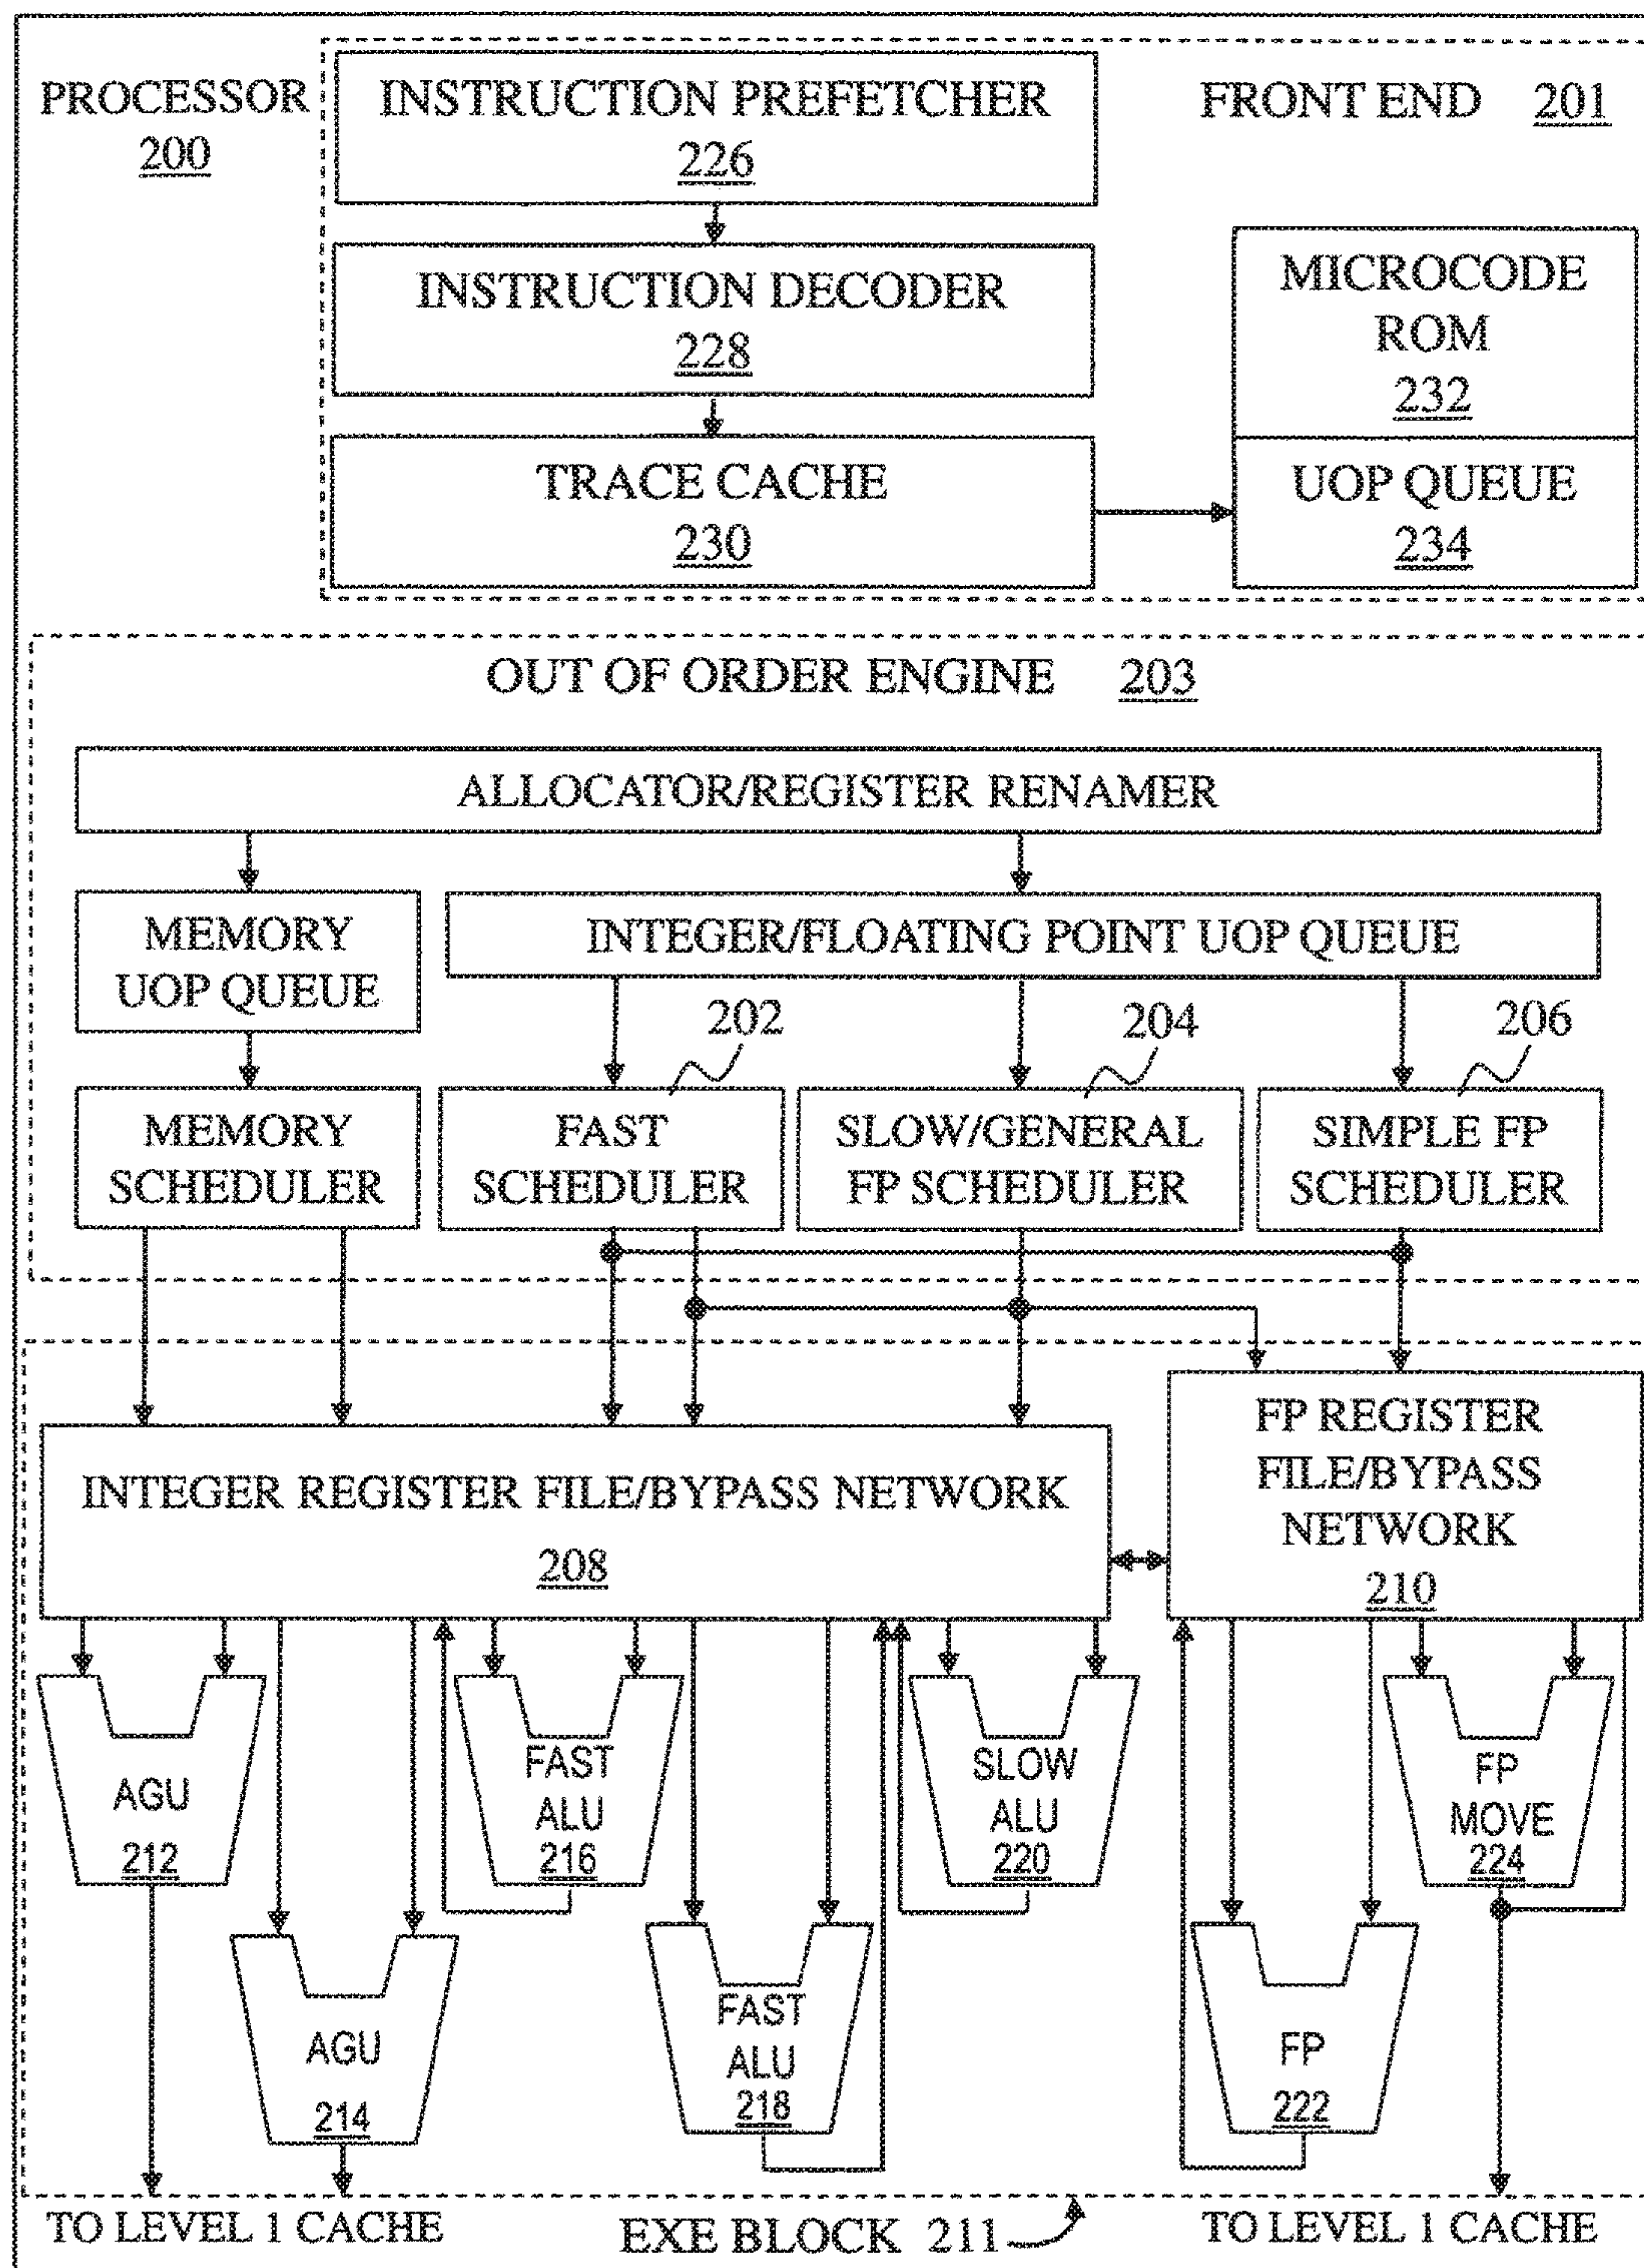 PROCESSOR
200
INSTRUCTION PREFETCHER
226
FRONT END 201
INSTRUCTION DECODER
228
MICROCODE
ROM
232
TRACE CACHE
230
UOP QUEUE
234
OUT OF ORDER ENGINE 203
ALLOCATOR/REGISTER RENAMER
MEMORY
UOP QUEUE
INTEGER/FLOATING POINT UOP QUEUE
202
204
206
MEMORY
SCHEDULER
FAST
SCHEDULER
SLOW/GENERAL
FP SCHEDULER
SIMPLE FP
SCHEDULER
INTEGER REGISTER FILE/BYPASS NETWORK
208
FP REGISTER
FILE/BYPASS
NETWORK
210
AGU
212
FAST
ALU
216
SLOW
ALU
220
FP
MOVE
224
AGU
214
FAST
ALU
218
FP
222
TO LEVEL 1 CACHE
EXE BLOCK 211
TO LEVEL 1 CACHE